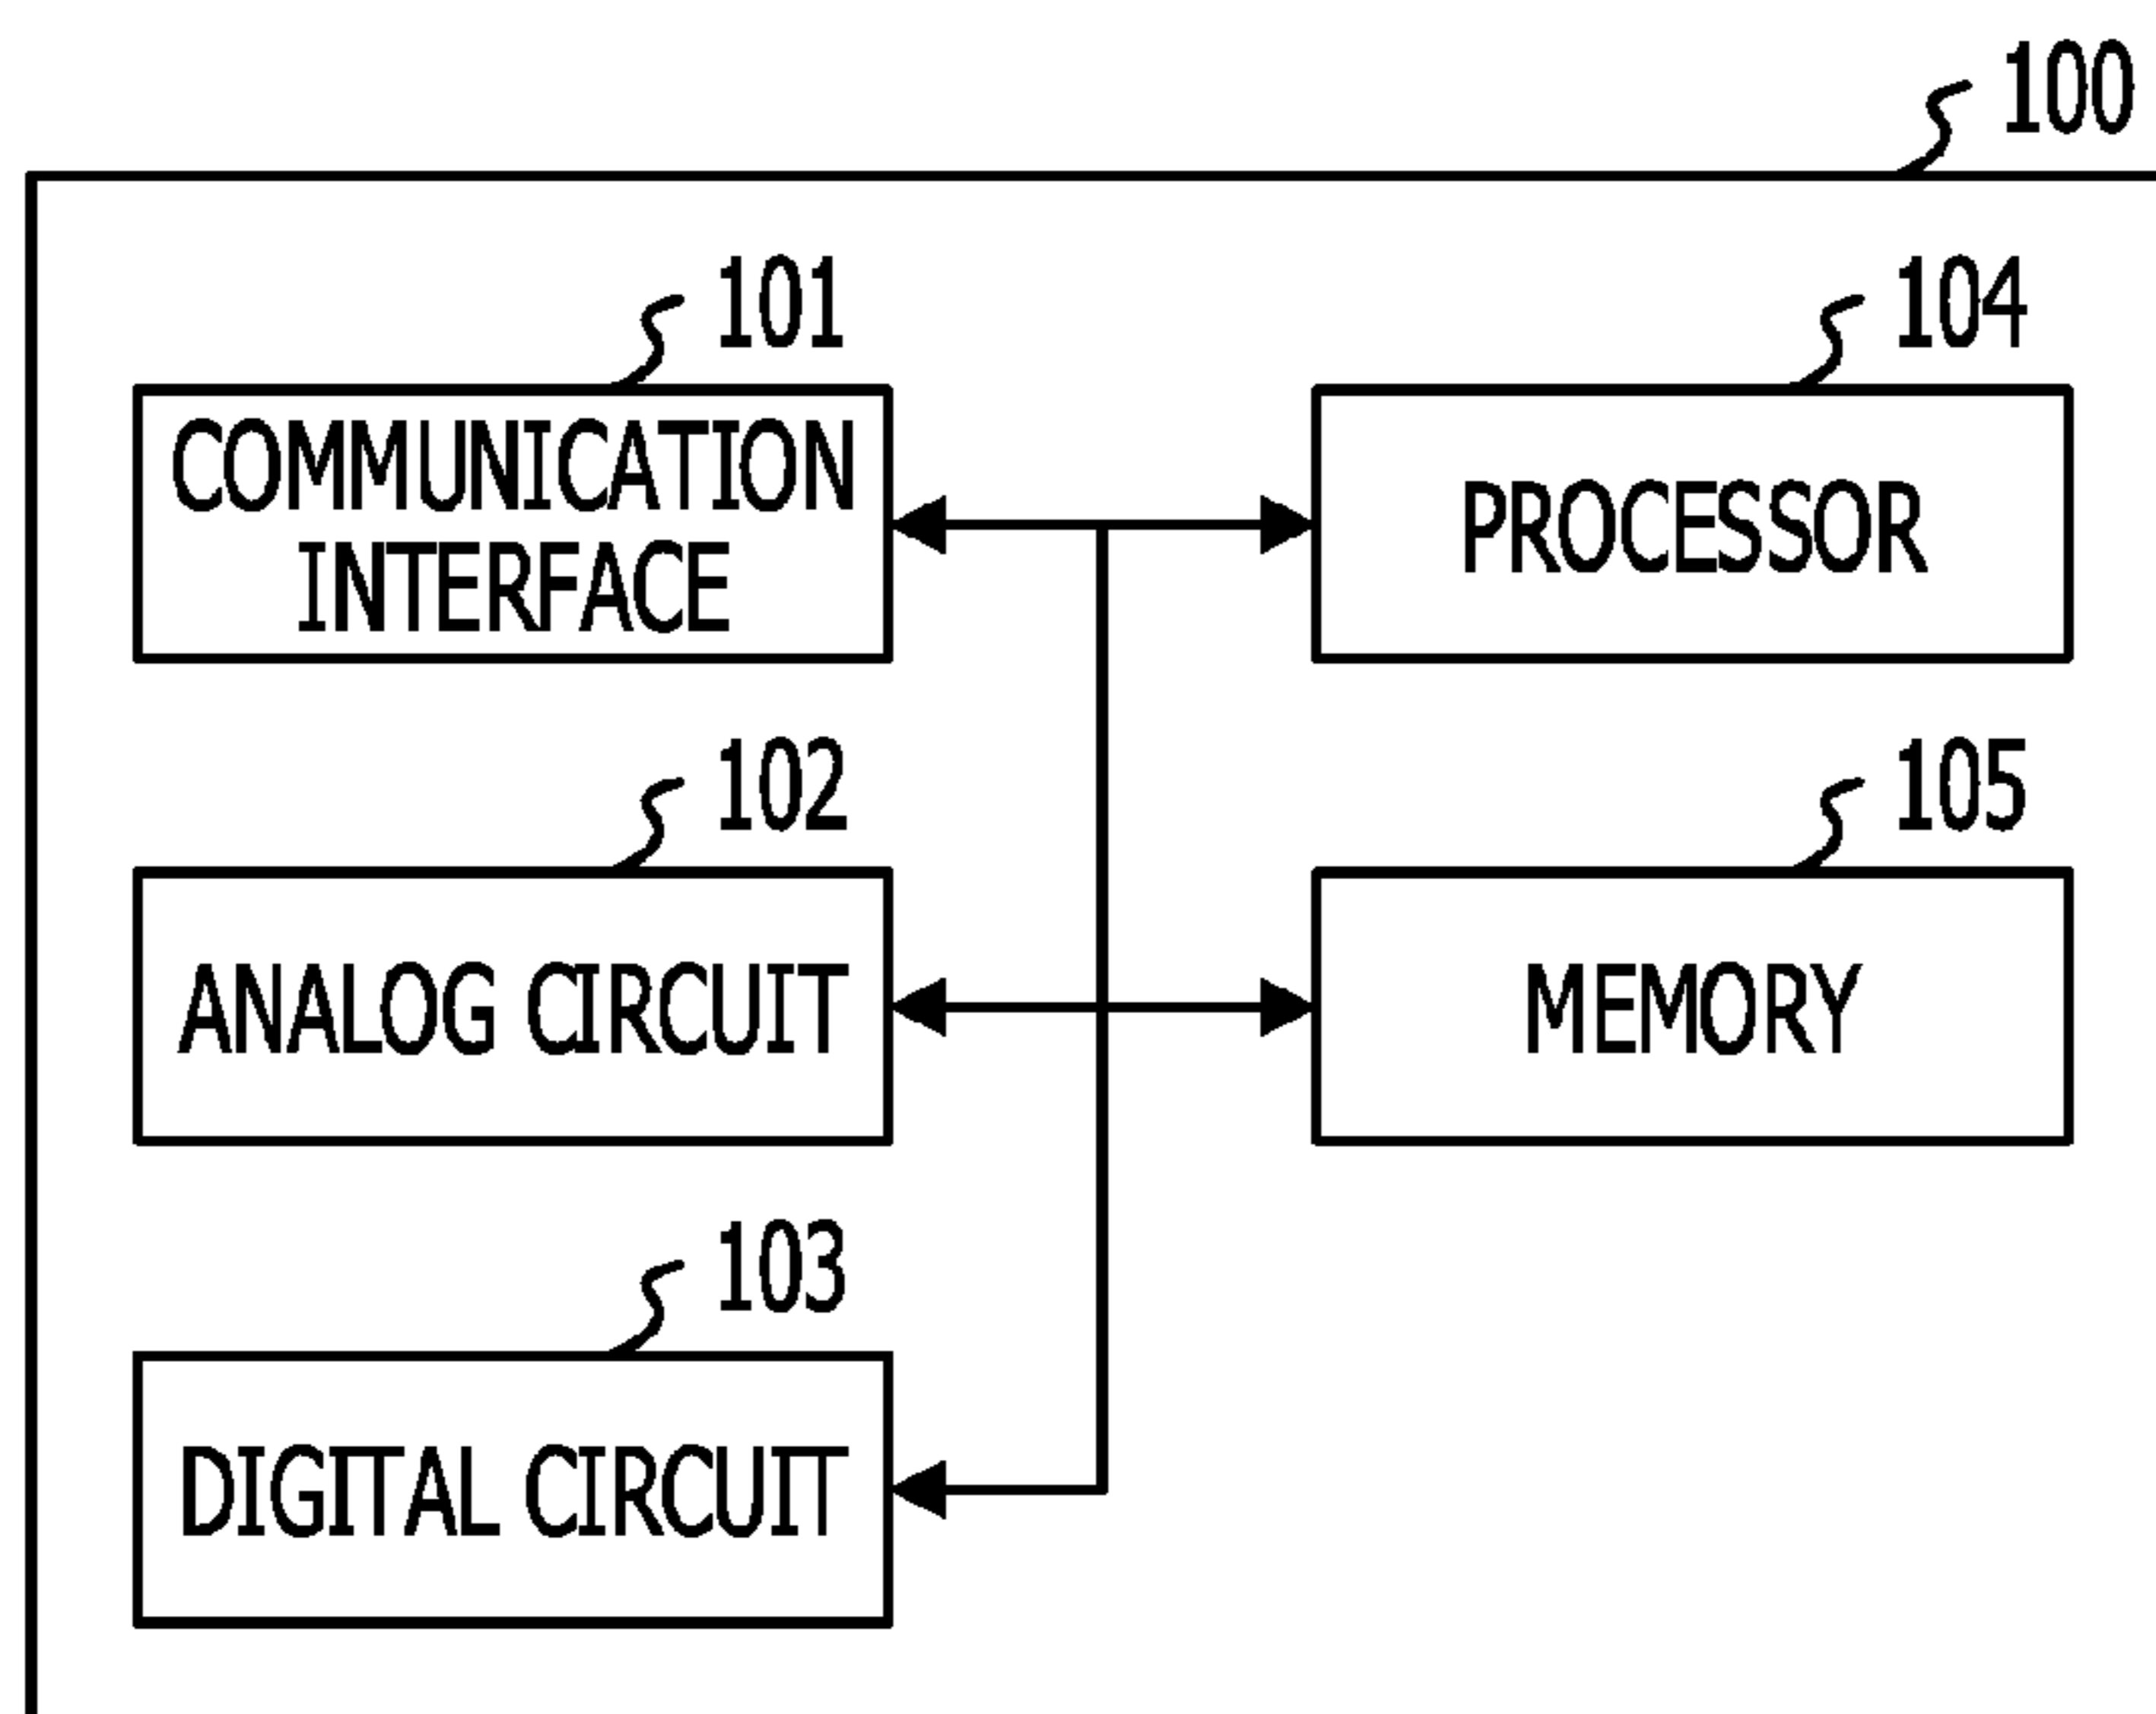 100
101
COMMUNICATION
INTERFACE
104
PROCESSOR
102
ANALOG CIRCUIT
105
MEMORY
103
DIGITAL CIRCUIT